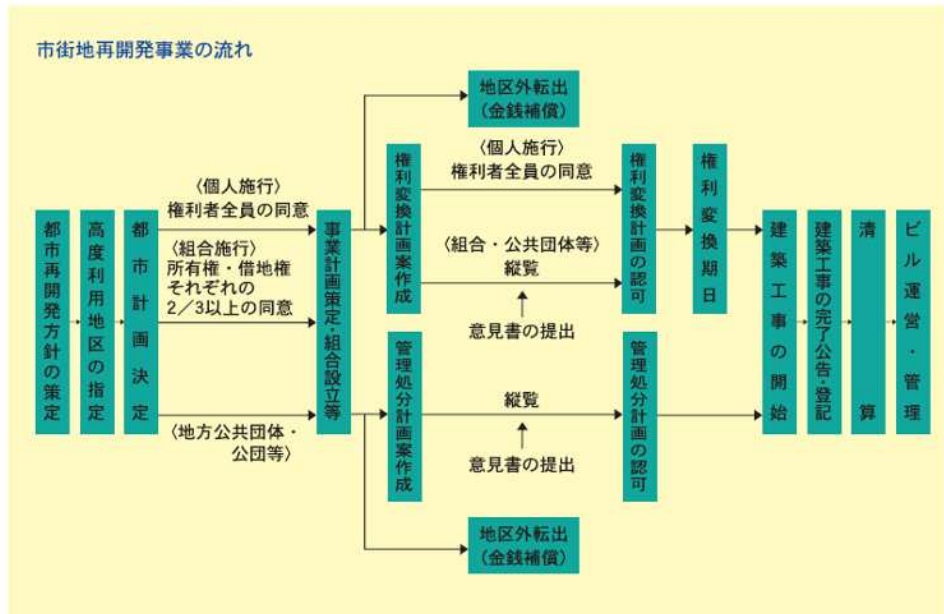 市街地再開発事業の流れ
都市再開発方針の策定
高度利用地区の指定
都市計画決定
〈個人施行〉
権利者全員の同意
〈組合施行〉
所有権・借地権
それぞれの
2/3以上の同意
〈地方公共団体・
公団等〉
事業計画策定・組合設立等
地区外転出
(金銭補償)
権利変換計画案作成
〈個人施行〉
権利者全員の同意
〈組合・公共団体等〉
縦覧
意見書の提出
権利変換計画の認可
権利変換期日
管理処分計画案作成
縦覧
意見書の提出
管理処分計画の認可
地区外転出
(金銭補償)
建築工事の開始
建築工事の完了公告・登記
清算
ビル運営・管理